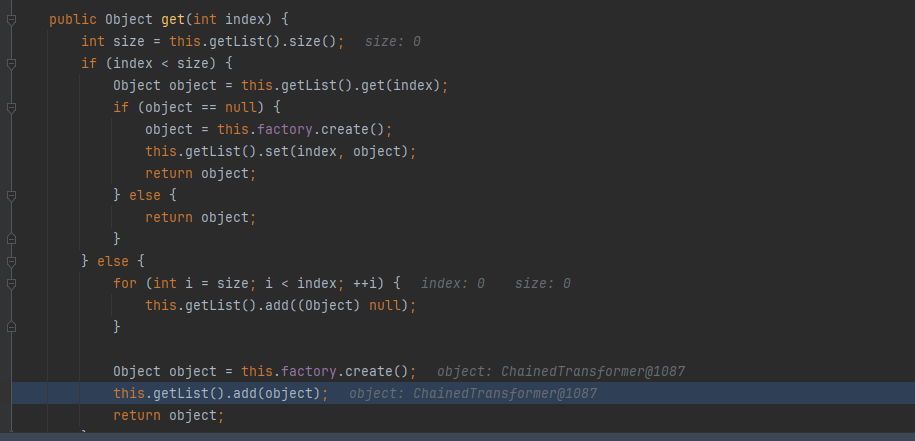 public Object get(int index) {
int size = this.getList().size(); size: 0
if (index < size) {
Object object = this.getList().get(index);
if (object == null) {
object = this.factory.create();
this.getList().set(index, object);
return object;
} else {
return object;
}
} else {
for (int i = size; i < index; ++i) { index: 0 size: 0
this.getList().add((Object) null);
}
Object object = this.factory.create(); object: ChainedTransformer@1087
this.getList().add(object); object: ChainedTransformer@1087
return object;